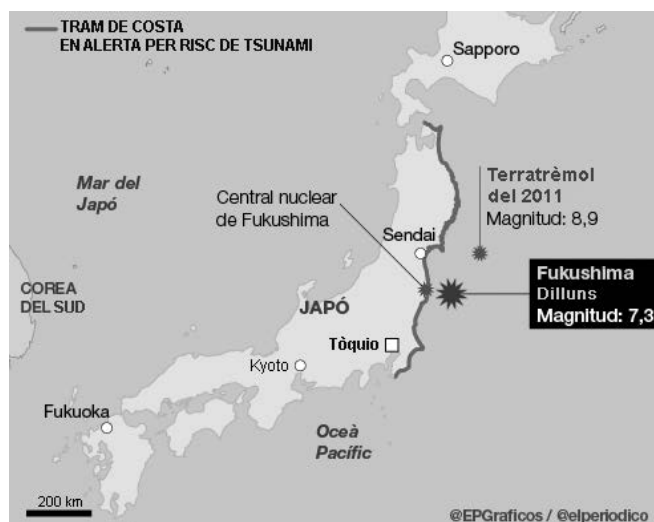 TRAM DE COSTA
EN ALERTA PER RISC DE TSUNAMI
Sapporo
Mar del
Japó
Terratrèmol
del 2011
Magnitud: 8,9
Central nuclear
de Fukushima
Sendai
Fukushima
Dilluns
Magnitud: 7,3
COREA
DEL SUD
JAPÓ
Tòquio
Kyoto
Fukuoka
Oceà
Pacífic
200 km
@EPGraficos / @elperiodico